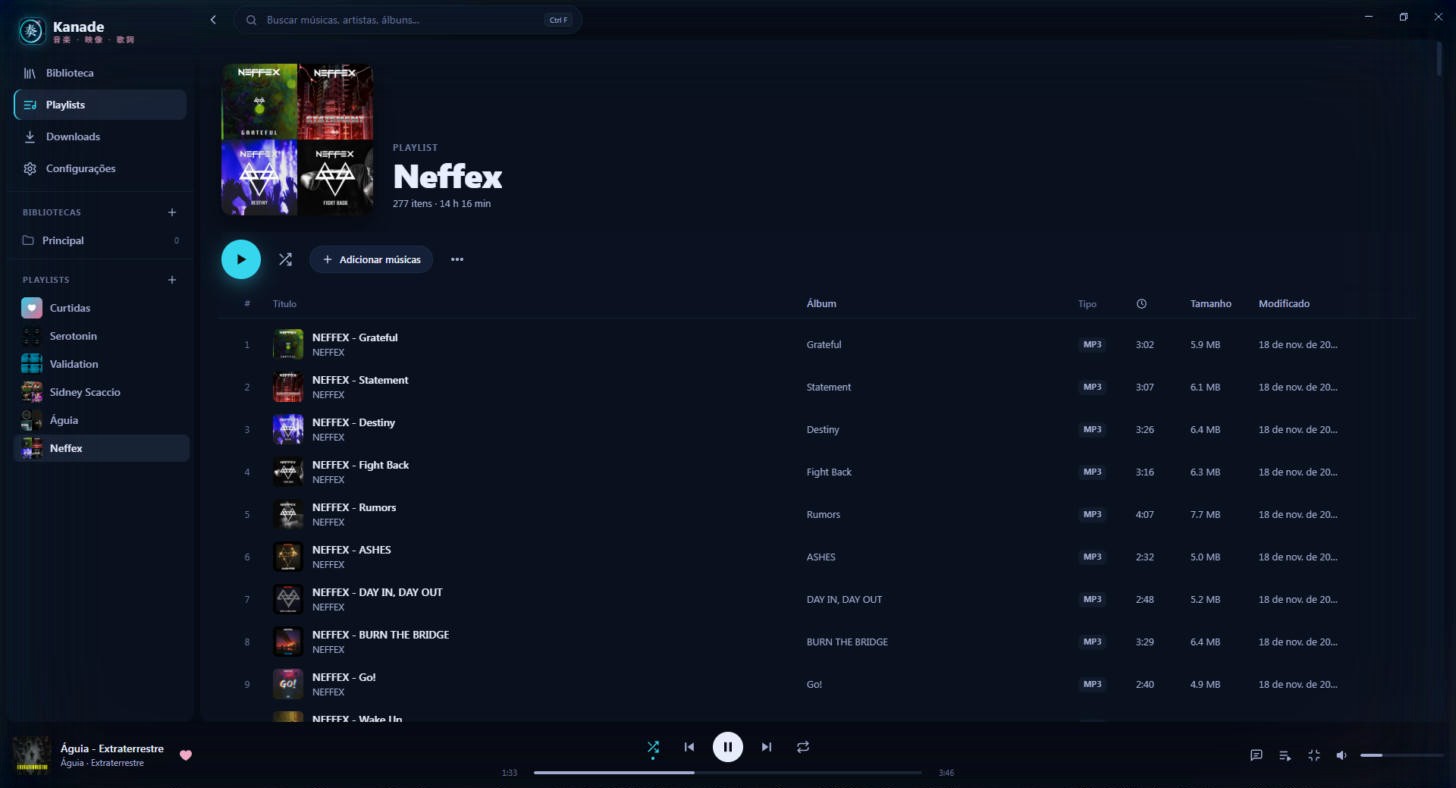 Kanade
音楽 · 映像 · 歌詞
Buscar músicas, artistas, álbuns...
Ctrl F
Biblioteca
Playlists
Downloads
Configurações
BIBLIOTECAS
Principal
0
PLAYLISTS
Curtidas
Serotonin
Validation
Sidney Scaccio
Águia
Neffex
NEFFEX
GRATEFUL
NEFFEX
STATEMENT
NEFFEX
DESTINY
NEFFEX
FIGHT BACK
PLAYLIST
Neffex
277 itens · 14 h 16 min
Adicionar músicas
# Título Álbum Tipo Tamanho Modificado
1 NEFFEX - Grateful Grateful MP3 3:02 5.9 MB 18 de nov. de 20...
NEFFEX
2 NEFFEX - Statement Statement MP3 3:07 6.1 MB 18 de nov. de 20...
NEFFEX
3 NEFFEX - Destiny Destiny MP3 3:26 6.4 MB 18 de nov. de 20...
NEFFEX
4 NEFFEX - Fight Back Fight Back MP3 3:16 6.3 MB 18 de nov. de 20...
NEFFEX
5 NEFFEX - Rumors Rumors MP3 4:07 7.7 MB 18 de nov. de 20...
NEFFEX
6 NEFFEX - ASHES ASHES MP3 2:32 5.0 MB 18 de nov. de 20...
NEFFEX
7 NEFFEX - DAY IN, DAY OUT DAY IN, DAY OUT MP3 2:48 5.2 MB 18 de nov. de 20...
NEFFEX
8 NEFFEX - BURN THE BRIDGE BURN THE BRIDGE MP3 3:29 6.4 MB 18 de nov. de 20...
NEFFEX
9 NEFFEX - Go! Go! MP3 2:40 4.9 MB 18 de nov. de 20...
NEFFEX
GO!
NEFFEX - Wake Up
Águia - Extraterrestre
Águia · Extraterrestre
1:33
3:46